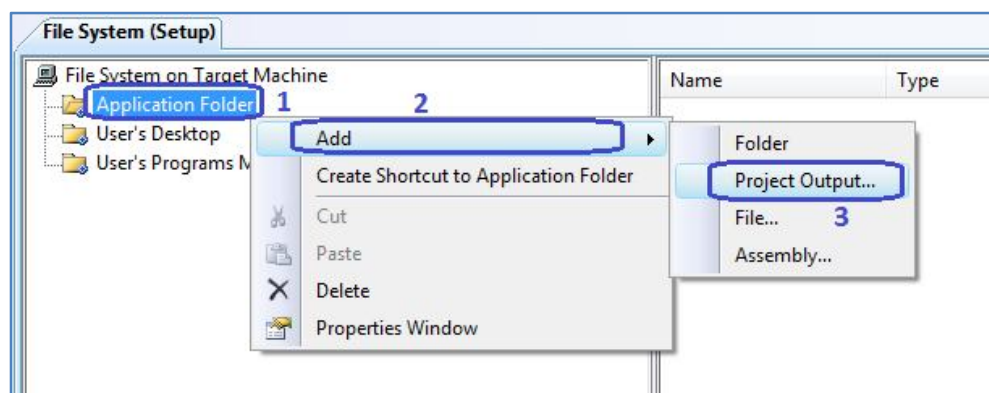 File System (Setup)
File System on Target Machine
Name Type
Application Folder 1 2
User's Desktop
Add
Folder
User's Programs M
Create Shortcut to Application Folder
Project Output...
Cut
File... 3
Paste
Assembly...
Delete
Properties Window